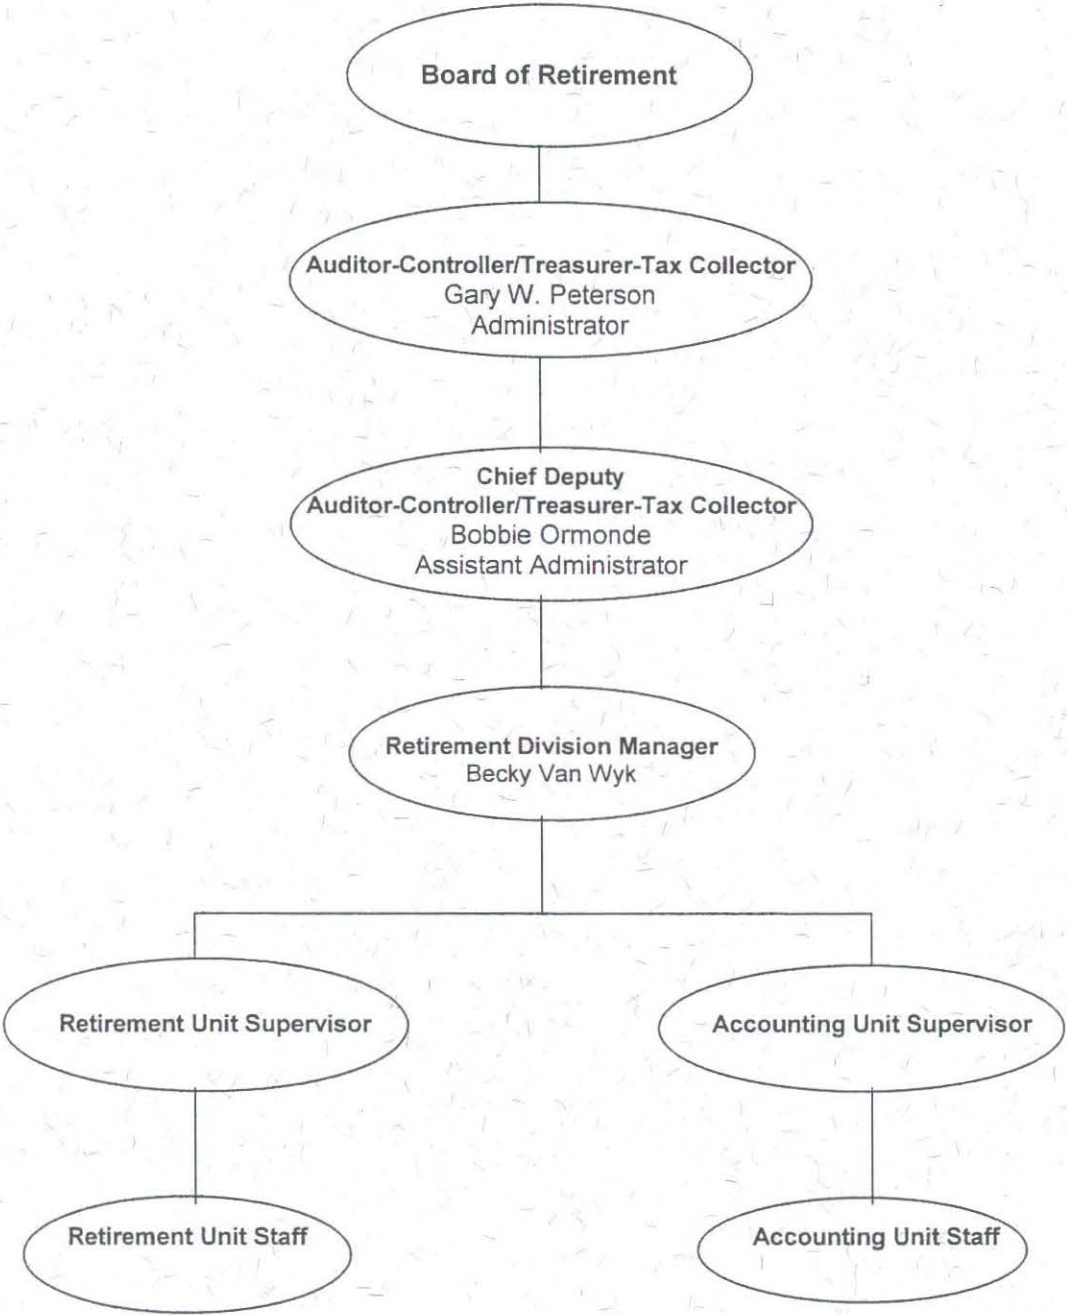 Board of Retirement
Auditor-Controller/Treasurer-Tax Collector
Gary W. Peterson
Administrator
Chief Deputy
Auditor-Controller/Treasurer-Tax Collector
Bobbie Ormonde
Assistant Administrator
Retirement Division Manager
Becky Van Wyk
Retirement Unit Supervisor
Accounting Unit Supervisor
Retirement Unit Staff
Accounting Unit Staff